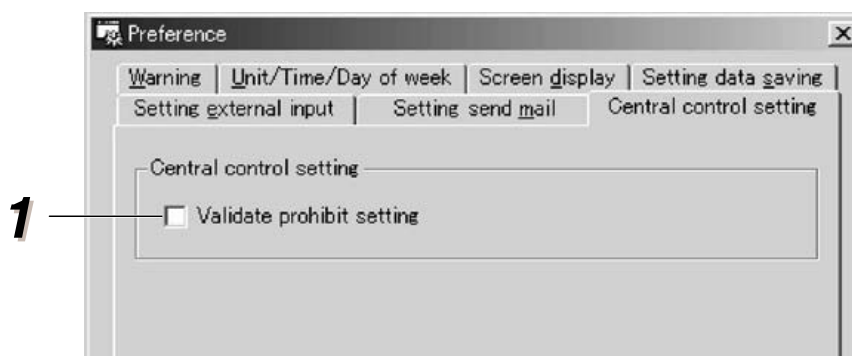 Preference
Warning Unit/Time/Day of week Screen display Setting data saving
Setting external input Setting send mail Central control setting
Central control setting
1 Validate prohibit setting